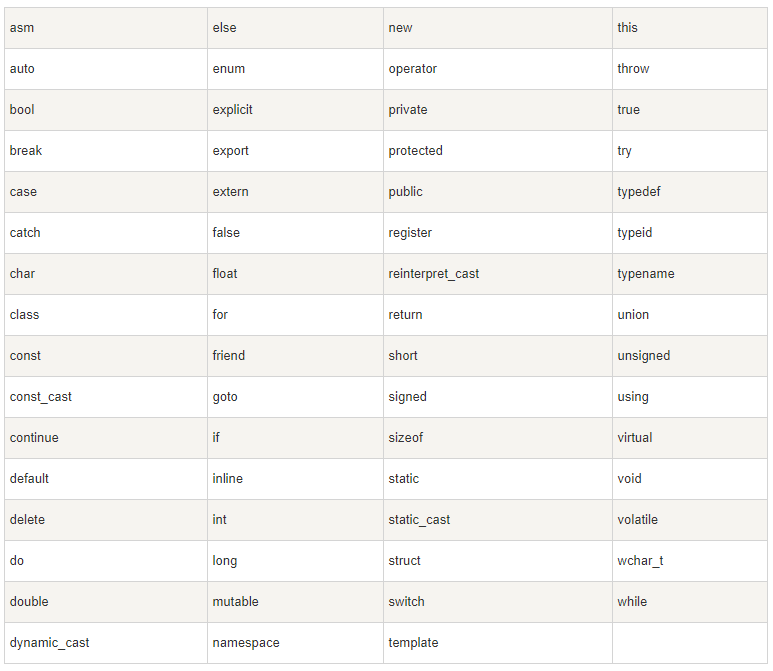 asm else new this
auto enum operator throw
bool explicit private true
break export protected try
case extern public typedef
catch false register typeid
char float reinterpret_cast typename
class for return union
const friend short unsigned
const_cast goto signed using
continue if sizeof virtual
default inline static void
delete int static_cast volatile
do long struct wchar_t
double mutable switch while
dynamic_cast namespace template